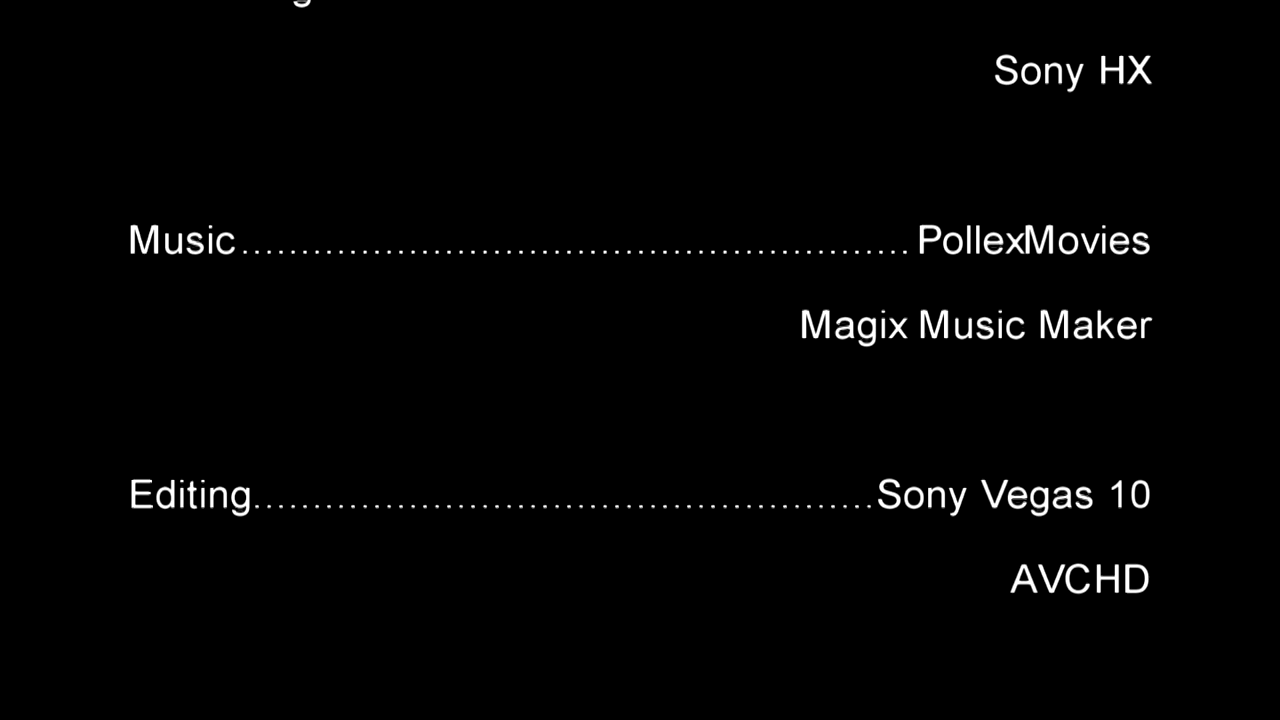 Sony HX
Music........................................................PollexMovies
Magix Music Maker
Editing....................................................Sony Vegas 10
AVCHD